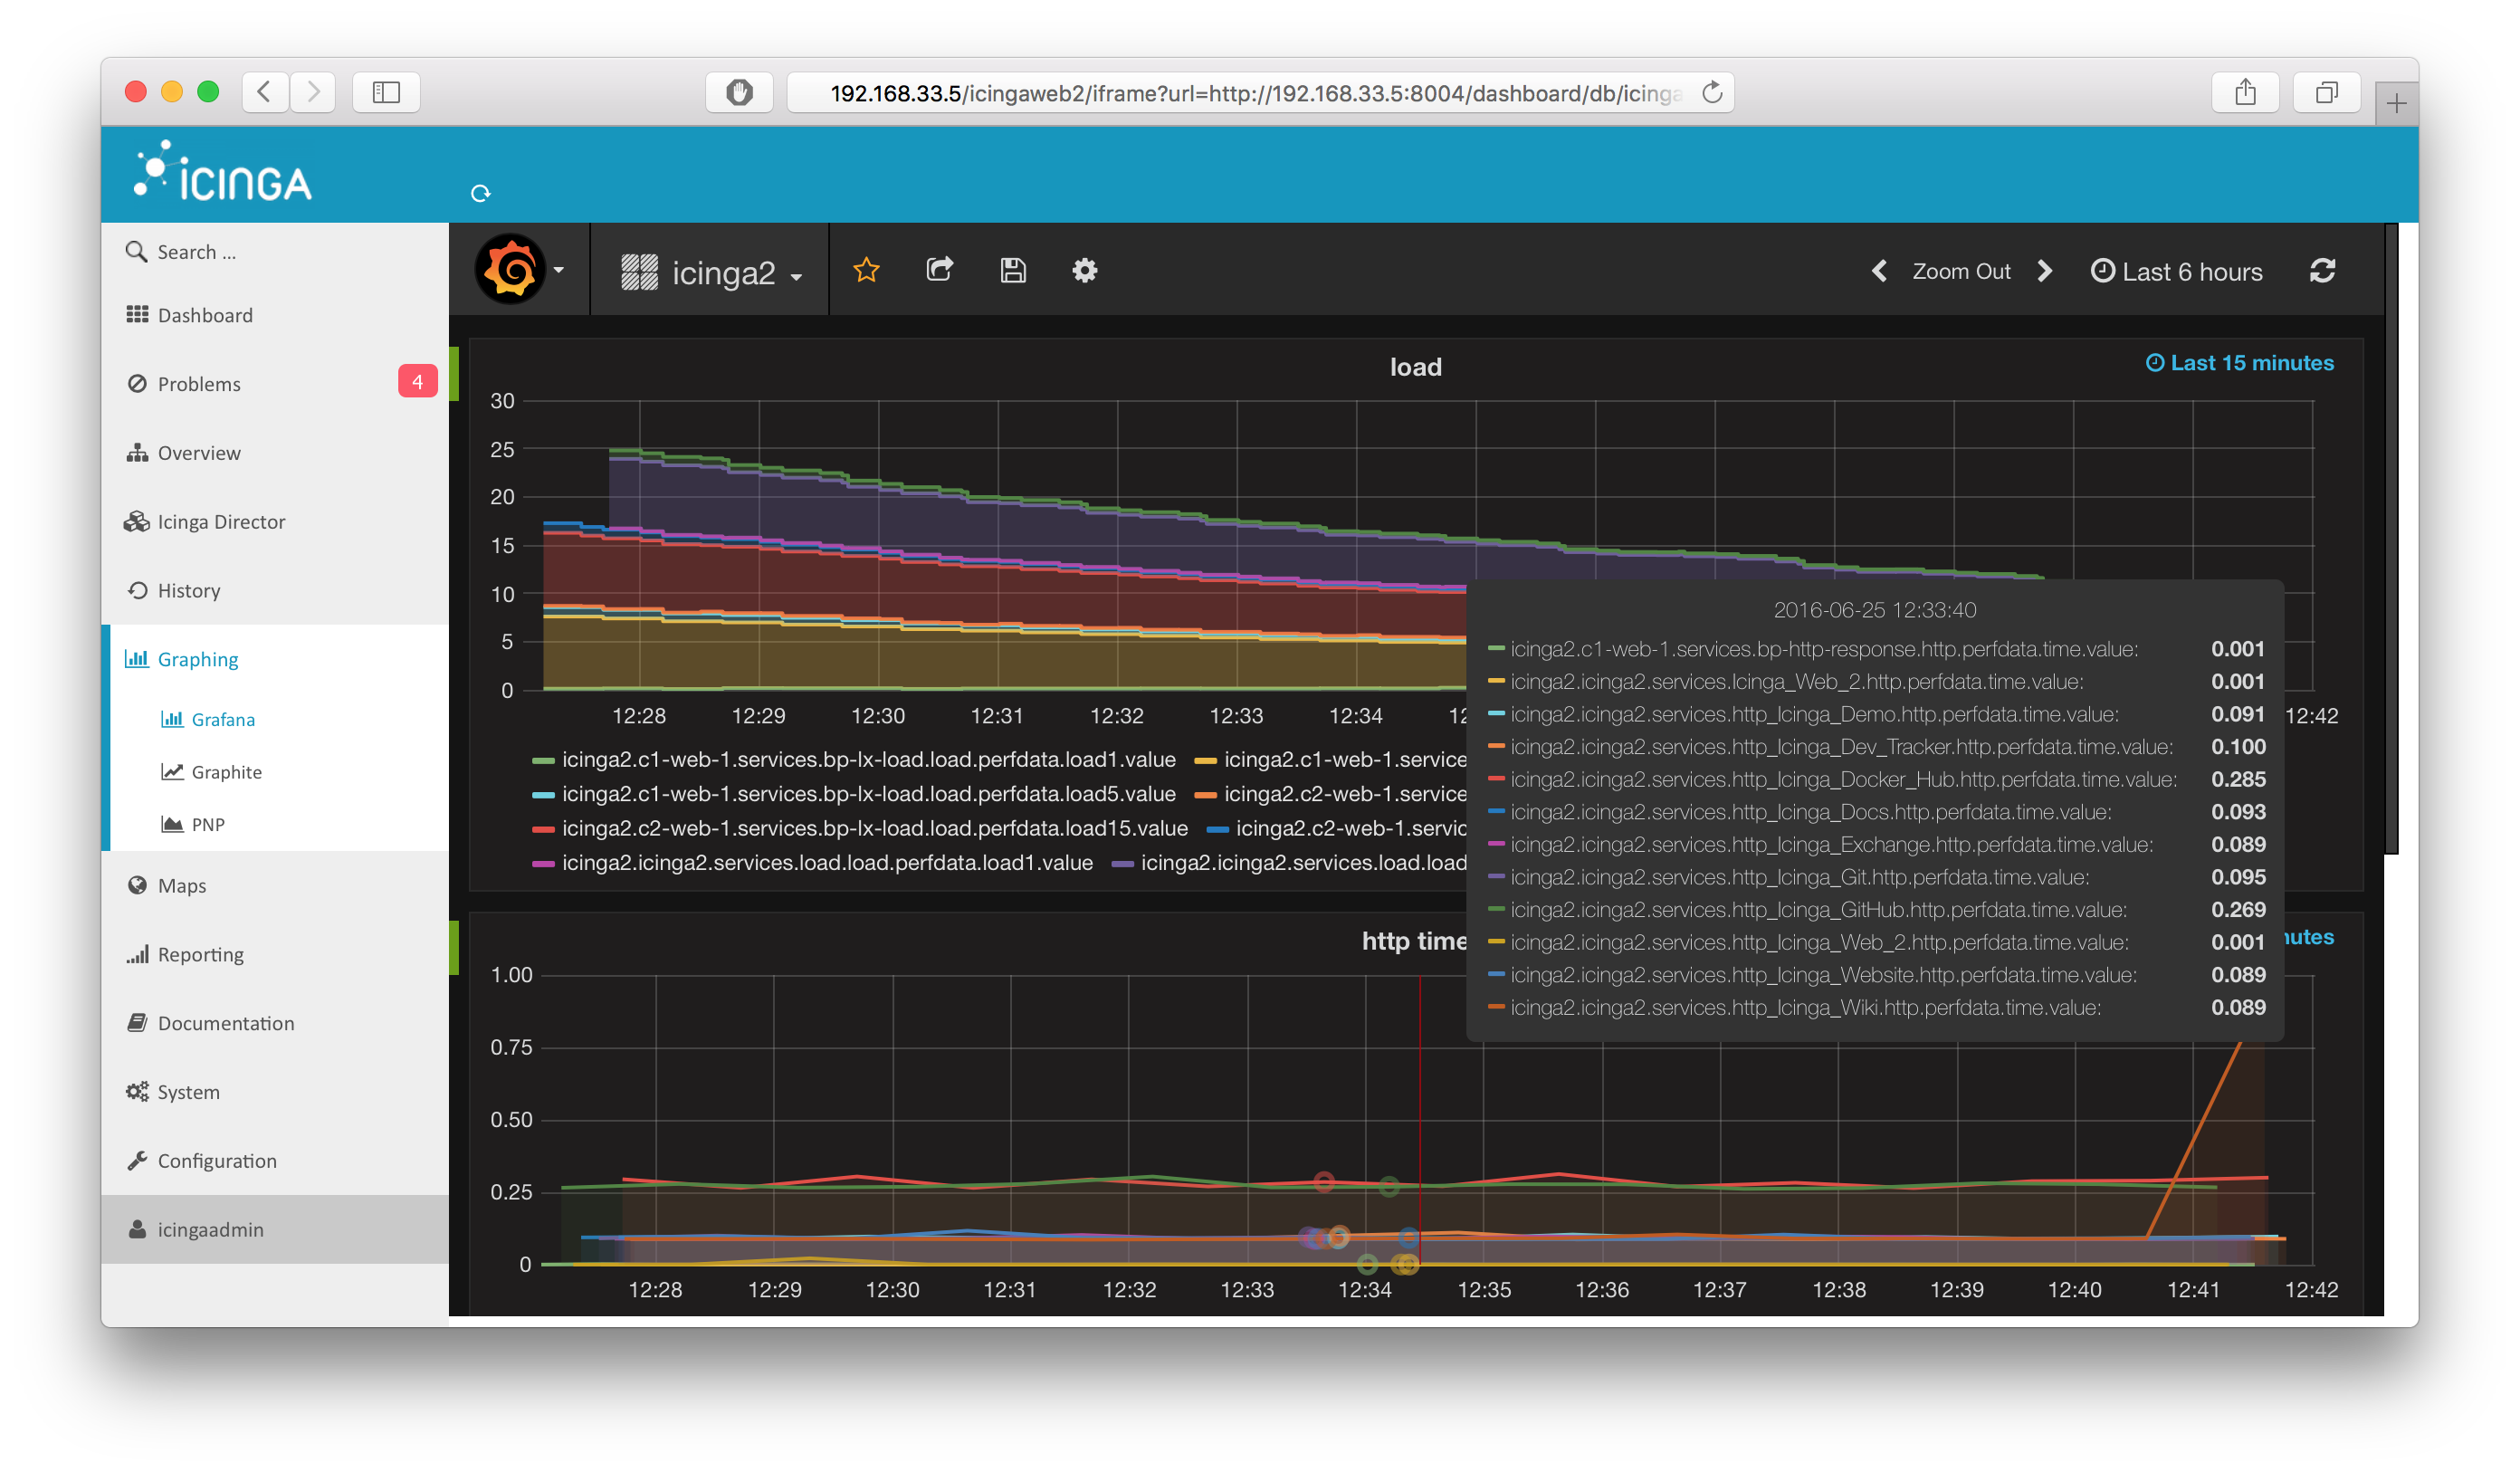 192.168.33.5/icingaweb2/iframe?url=http://192.168.33.5:8004/dashboard/db/icinga
ICINGA
Search ...
Dashboard
Problems 4
Overview
Icinga Director
History
Graphing
Grafana
Graphite
PNP
Maps
Reporting
Documentation
System
Configuration
icingaadmin
icinga2
Zoom Out
Last 6 hours
load
Last 15 minutes
30
25
20
15
10
5
0
12:28 12:29 12:30 12:31 12:32 12:33 12:34 12:42
icinga2.c1-web-1.services.bp-lx-load.load.perfdata.load1.value icinga2.c1-web-1.service
icinga2.c1-web-1.services.bp-lx-load.load.perfdata.load5.value icinga2.c2-web-1.service
icinga2.c2-web-1.services.bp-lx-load.load.perfdata.load15.value icinga2.c2-web-1.servic
icinga2.icinga2.services.load.load.perfdata.load1.value icinga2.icinga2.services.load.load
2016-06-25 12:33:40
icinga2.c1-web-1.services.bp-http-response.http.perfdata.time.value: 0.001
icinga2.icinga2.services.Icinga_Web_2.http.perfdata.time.value: 0.001
icinga2.icinga2.services.http_Icinga_Demo.http.perfdata.time.value: 0.091
icinga2.icinga2.services.http_Icinga_Dev_Tracker.http.perfdata.time.value: 0.100
icinga2.icinga2.services.http_Icinga_Docker_Hub.http.perfdata.time.value: 0.285
icinga2.icinga2.services.http_Icinga_Docs.http.perfdata.time.value: 0.093
icinga2.icinga2.services.http_Icinga_Exchange.http.perfdata.time.value: 0.089
icinga2.icinga2.services.http_Icinga_Git.http.perfdata.time.value: 0.095
icinga2.icinga2.services.http_Icinga_GitHub.http.perfdata.time.value: 0.269
icinga2.icinga2.services.http_Icinga_Web_2.http.perfdata.time.value: 0.001
icinga2.icinga2.services.http_Icinga_Website.http.perfdata.time.value: 0.089
icinga2.icinga2.services.http_Icinga_Wiki.http.perfdata.time.value: 0.089
http time
nutes
1.00
0.75
0.50
0.25
0
12:28 12:29 12:30 12:31 12:32 12:33 12:34 12:35 12:36 12:37 12:38 12:39 12:40 12:41 12:42